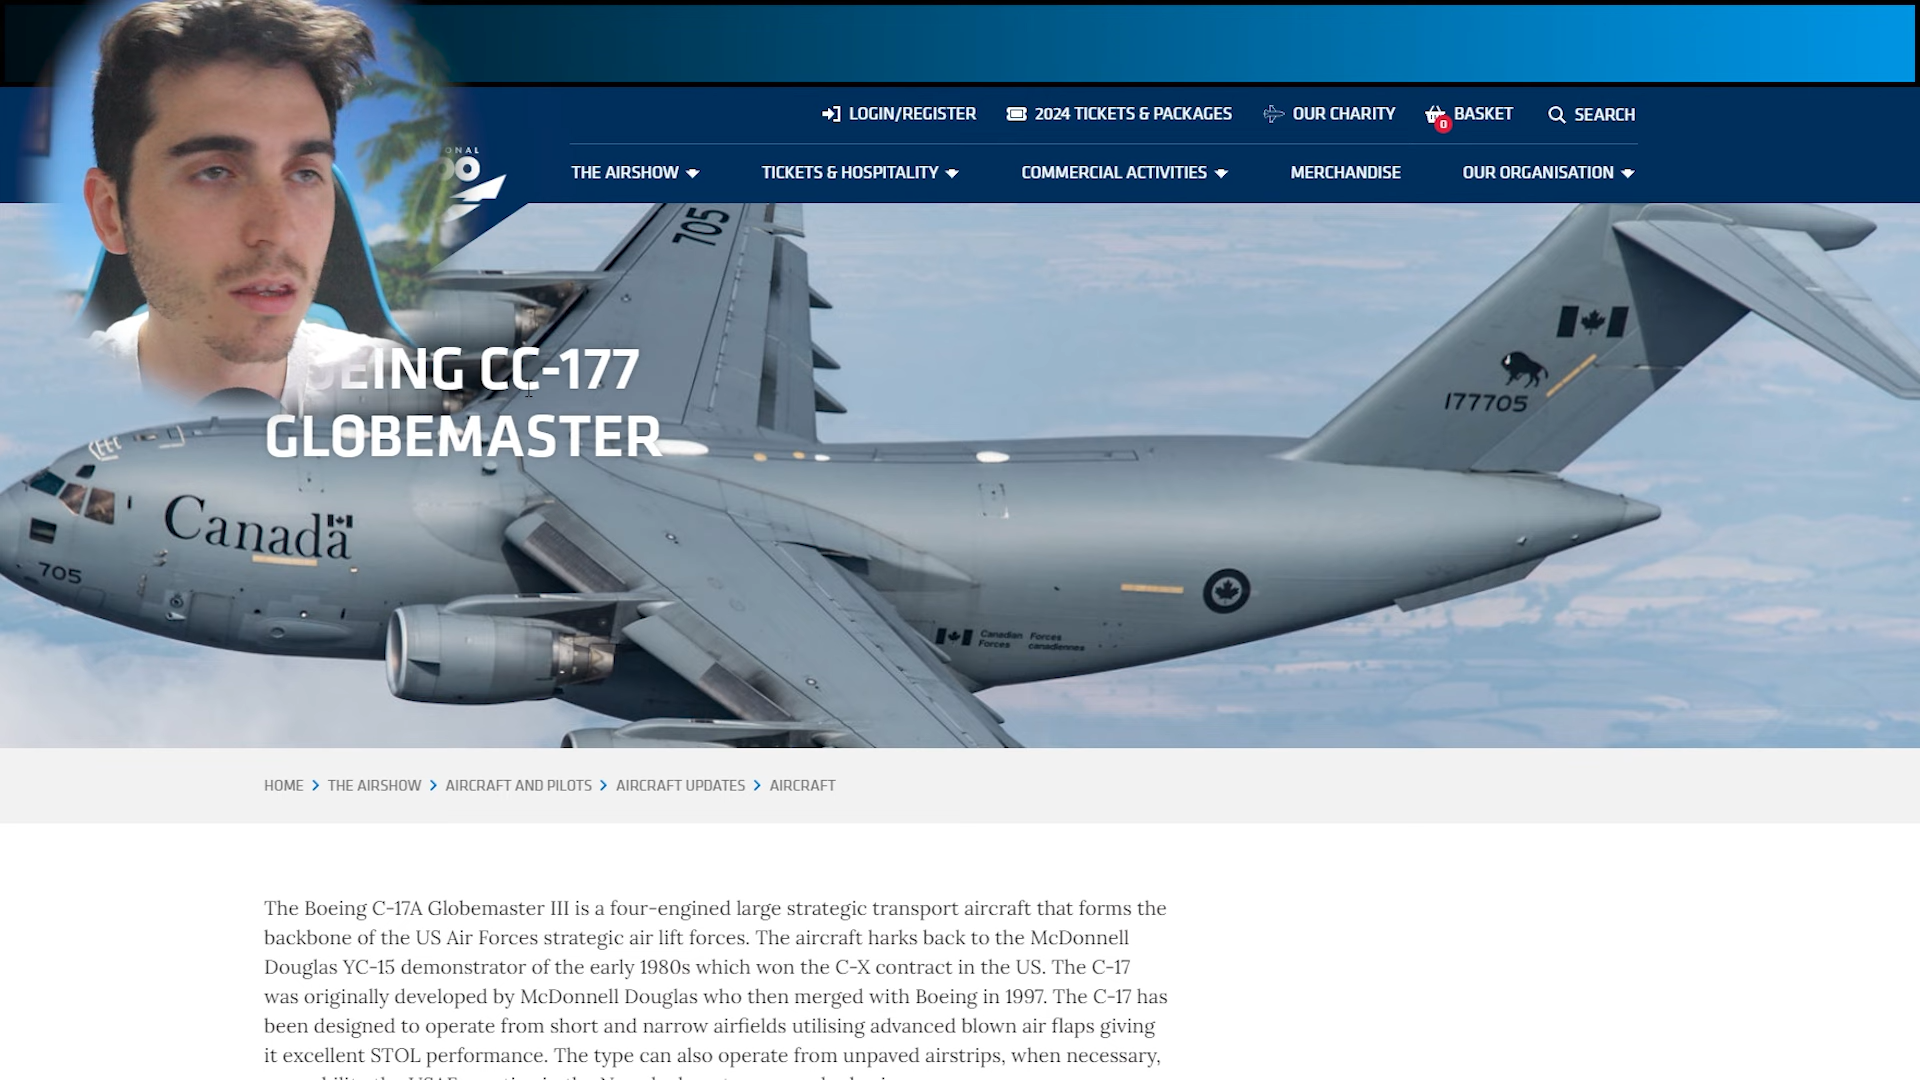 LOGIN/REGISTER
2024 TICKETS & PACKAGES
OUR CHARITY
0
BASKET
SEARCH
THE AIRSHOW
TICKETS & HOSPITALITY
COMMERCIAL ACTIVITIES
MERCHANDISE
OUR ORGANISATION
705
177705
EING CC-177
GLOBEMASTER
Canada
705
Canadian Forces
Forces canadiennes
HOME > THE AIRSHOW > AIRCRAFT AND PILOTS > AIRCRAFT UPDATES > AIRCRAFT
The Boeing C-17A Globemaster III is a four-engined large strategic transport aircraft that forms the
backbone of the US Air Forces strategic air lift forces. The aircraft harks back to the McDonnell
Douglas YC-15 demonstrator of the early 1980s which won the C-X contract in the US. The C-17
was originally developed by McDonnell Douglas who then merged with Boeing in 1997. The C-17 has
been designed to operate from short and narrow airfields utilising advanced blown air flaps giving
it excellent STOL performance. The type can also operate from unpaved airstrips, when necessary,